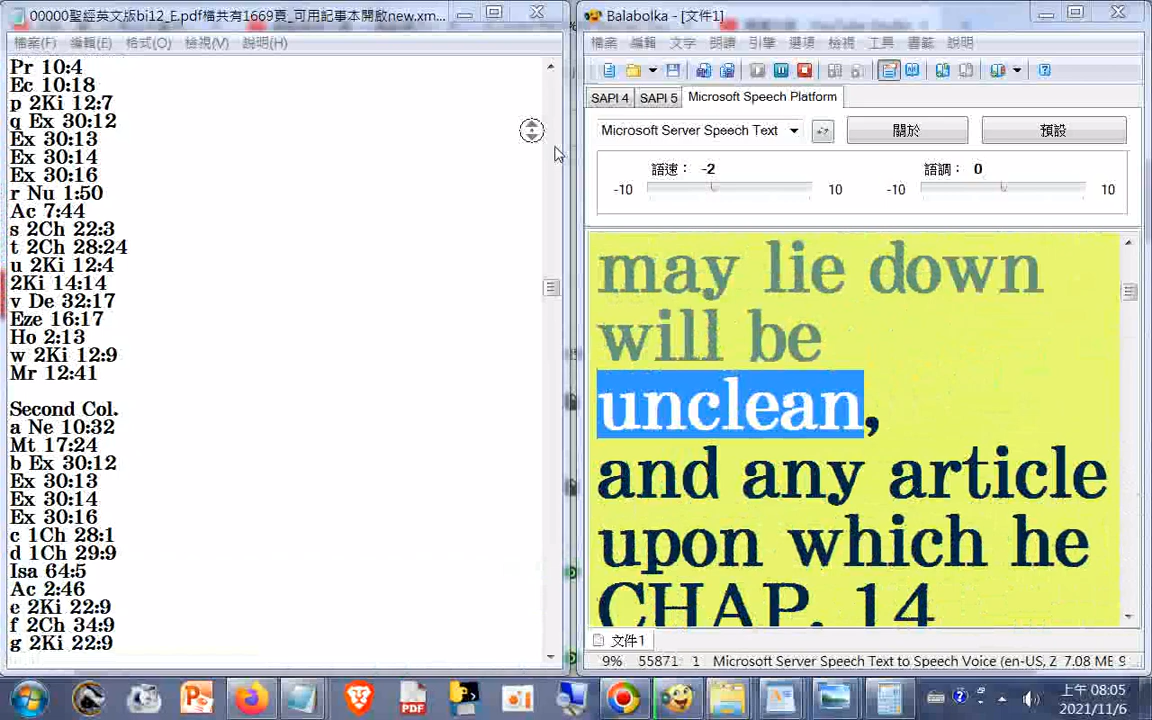 00000聖經英文版bi12_E.pdf檔共有1669頁_可用記事本開啟new.xm...
檔案(F) 編輯(E) 格式(O) 檢視(V) 說明(H)
Pr 10:4
Ec 10:18
p 2Ki 12:7
q Ex 30:12
Ex 30:13
Ex 30:14
Ex 30:16
r Nu 1:50
Ac 7:44
s 2Ch 22:3
t 2Ch 28:24
u 2Ki 12:4
2Ki 14:14
v De 32:17
Eze 16:17
Ho 2:13
w 2Ki 12:9
Mr 12:41
Second Col.
a Ne 10:32
Mt 17:24
b Ex 30:12
Ex 30:13
Ex 30:14
Ex 30:16
c 1Ch 28:1
d 1Ch 29:9
Isa 64:5
Ac 2:46
e 2Ki 22:9
f 2Ch 34:9
g 2Ki 22:9
Balabolka - [文件1]
檔案 編輯 文字 朗讀 引擎 選項 檢視 工具 書籤 說明
SAPI 4 SAPI 5 Microsoft Speech Platform
Microsoft Server Speech Text 關於 預設
語速： -2 語調： 0
-10 10 -10 10
may lie down
will be
unclean,
and any article
upon which he
CHAP. 14
文件1
9% 55871: 1 Microsoft Server Speech Text to Speech Voice (en-US, Z 7.08 MB 9
PDF
上午 08:05
2021/11/6